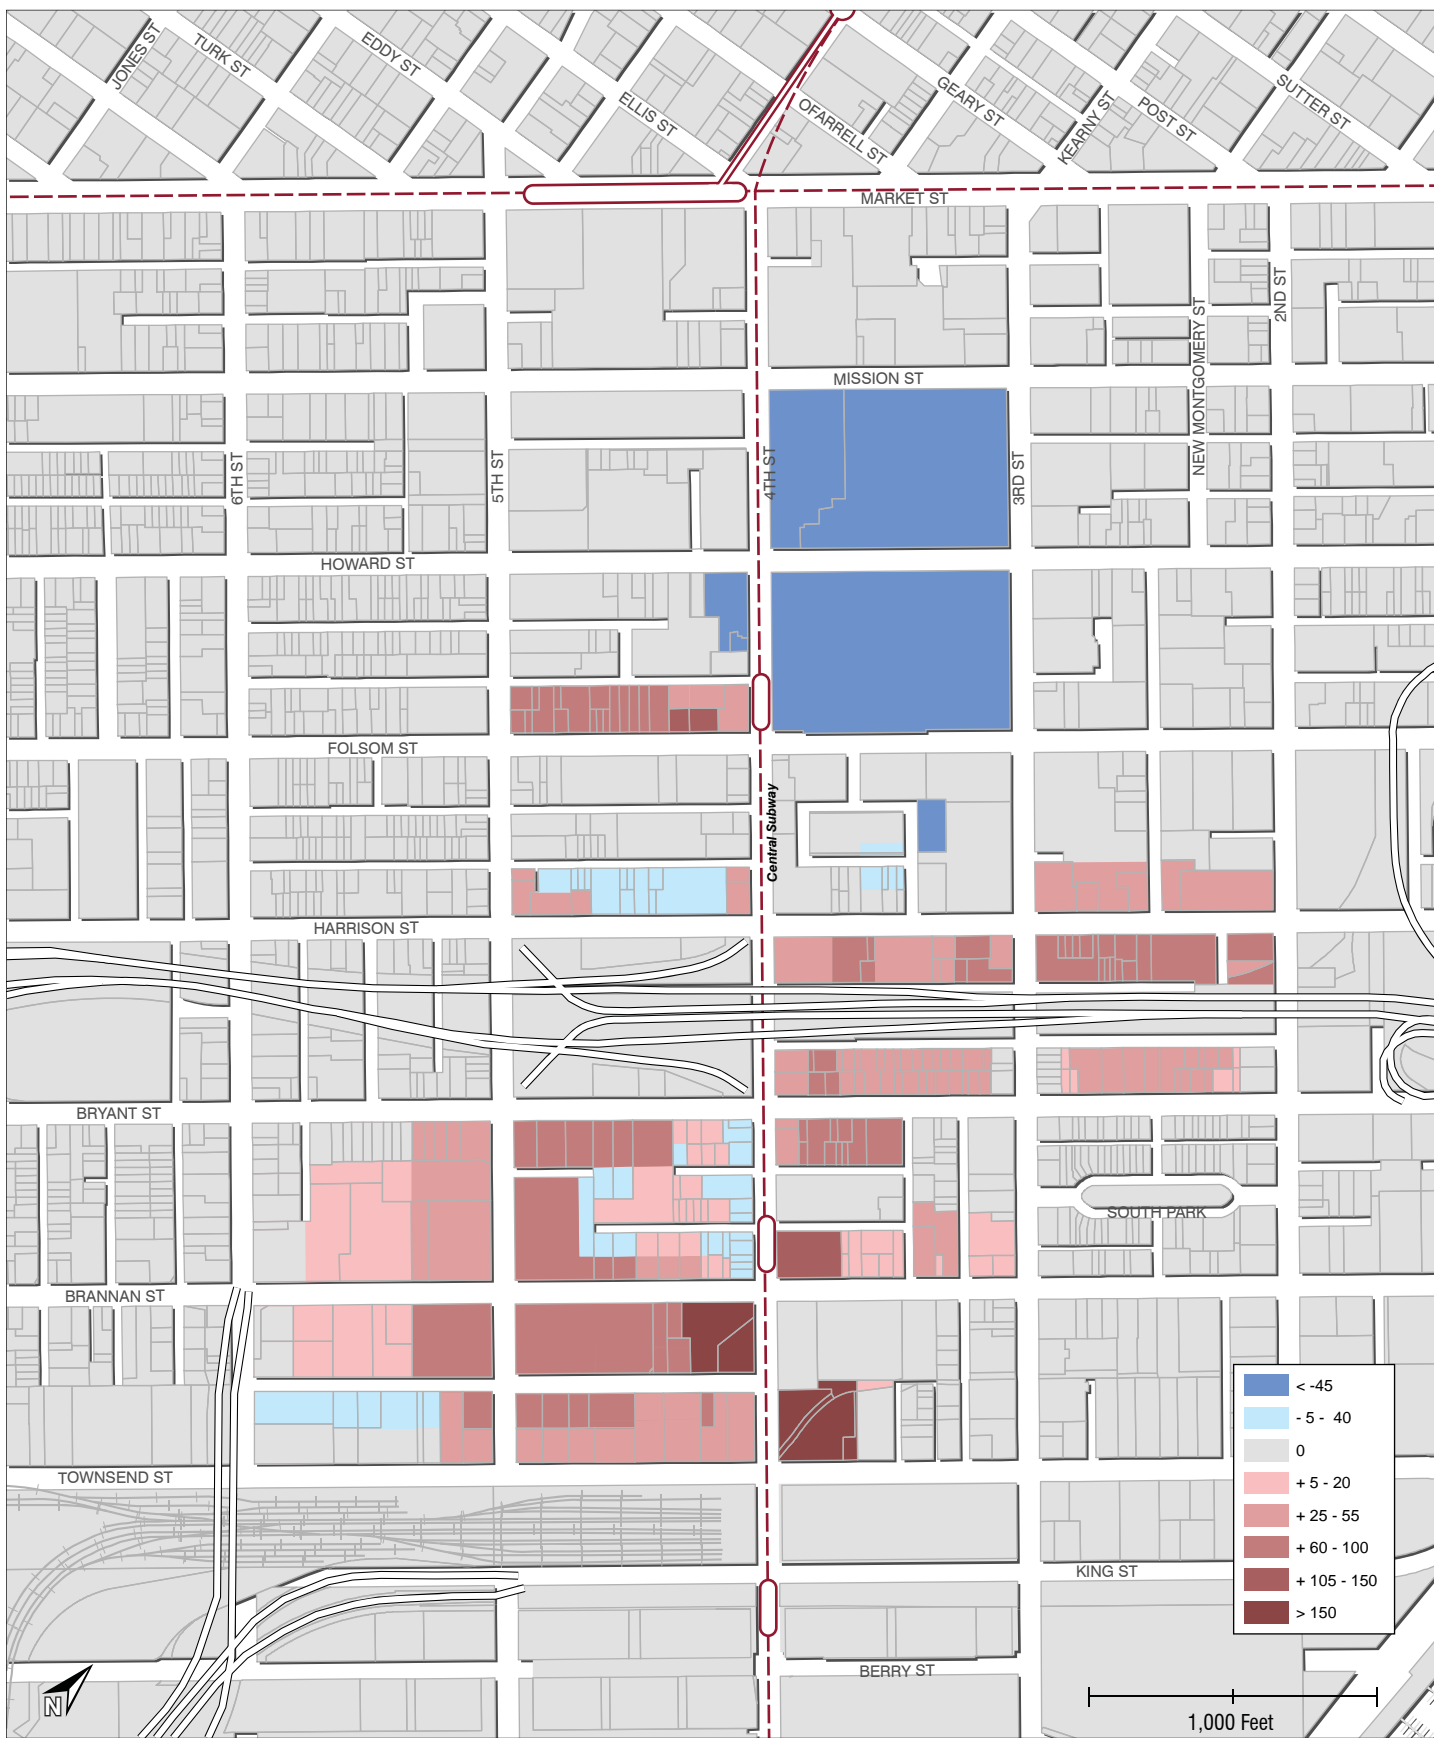 JONES ST
TURK ST
EDDY ST
ELLIS ST
OFARRELL ST
GEARY ST
KEARNY ST
POST ST
SUTTER ST
MARKET ST
2ND ST
NEW MONTGOMERY ST
MISSION ST
6TH ST
5TH ST
4TH ST
3RD ST
HOWARD ST
FOLSOM ST
Central Subway
HARRISON ST
BRYANT ST
SOUTH PARK
BRANNAN ST
< -45
- 5 - 40
0
+ 5 - 20
+ 25 - 55
+ 60 - 100
+ 105 - 150
> 150
TOWNSEND ST
KING ST
BERRY ST
N
1,000 Feet